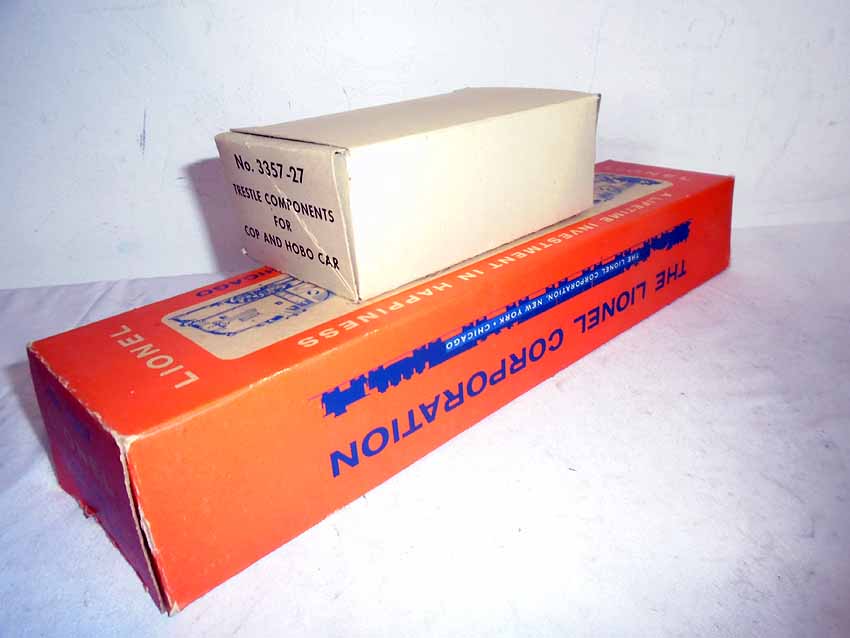 No. 3357-27
TRESTLE COMPONENTS
FOR
COP AND HOBO CAR
CHICAGO
LIONEL
A LIFETIME INVESTMENT IN HAPPINESS
THE LIONEL CORPORATION, NEW YORK • CHICAGO
THE LIONEL CORPORATION